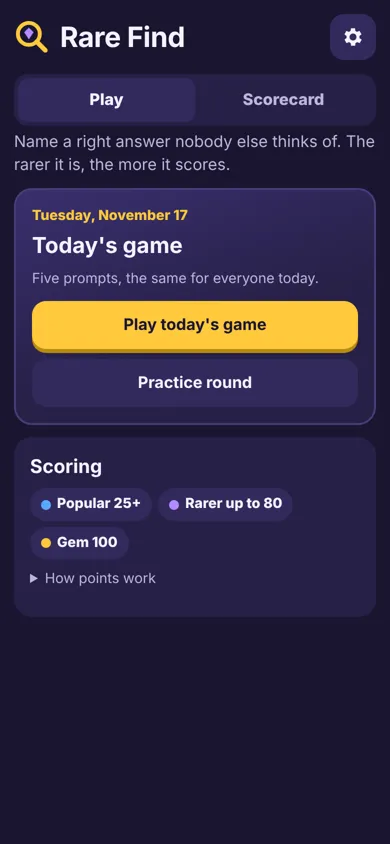 Rare Find
Play
Scorecard
Name a right answer nobody else thinks of. The
rarer it is, the more it scores.
Tuesday, November 17
Today's game
Five prompts, the same for everyone today.
Play today's game
Practice round
Scoring
Popular 25+
Rarer up to 80
Gem 100
How points work